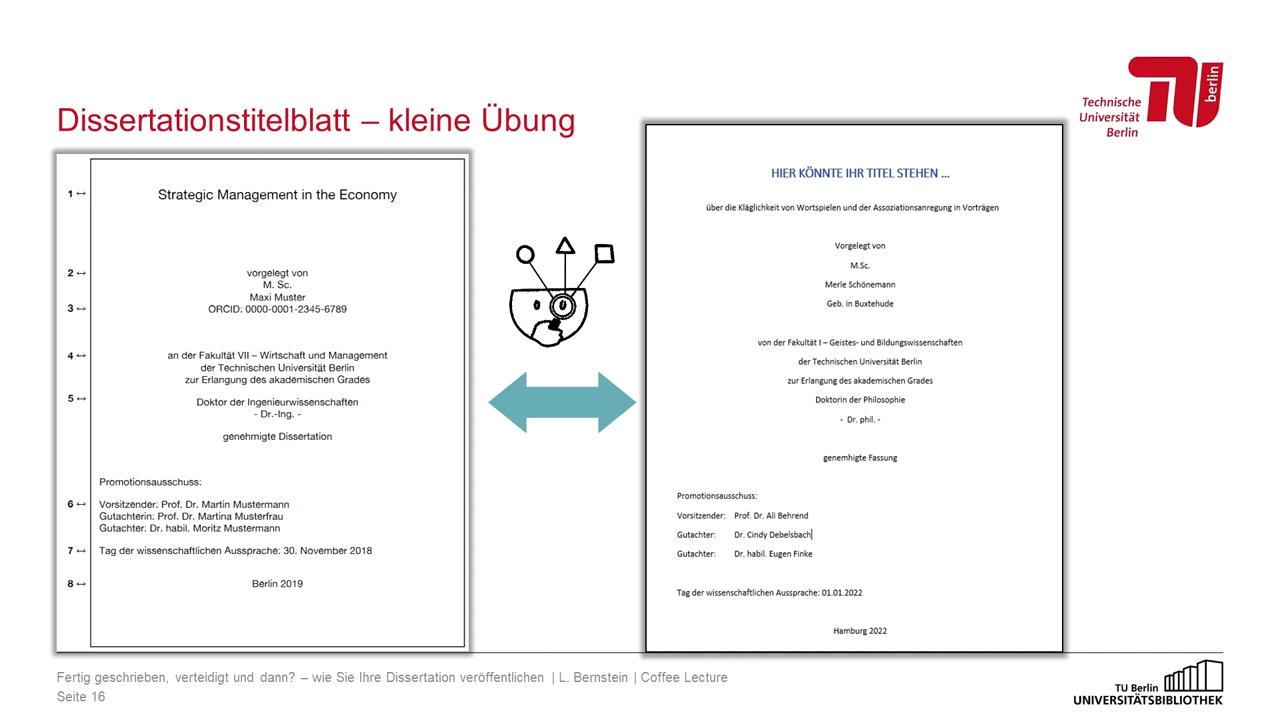 Dissertationstitelblatt – kleine Übung
Technische
Universität
Berlin
berlin
1 ↔
Strategic Management in the Economy
2 ↔
vorgelegt von
M. Sc.
Maxi Muster
3 ↔
ORCID: 0000-0001-2345-6789
4 ↔
an der Fakultät VII – Wirtschaft und Management
der Technischen Universität Berlin
zur Erlangung des akademischen Grades
5 ↔
Doktor der Ingenieurwissenschaften
- Dr.-Ing. -
genehmigte Dissertation
Promotionsausschuss:
6 ↔
Vorsitzender: Prof. Dr. Martin Mustermann
Gutachterin: Prof. Dr. Martina Musterfrau
Gutachter: Dr. habil. Moritz Mustermann
7 ↔
Tag der wissenschaftlichen Aussprache: 30. November 2018
8 ↔
Berlin 2019
HIER KÖNNTE IHR TITEL STEHEN ...
über die Kläglichkeit von Wortspielen und der Assoziationsanregung in Vorträgen
Vorgelegt von
M.Sc.
Merle Schönemann
Geb. in Buxtehude
von der Fakultät I – Geistes- und Bildungswissenschaften
der Technischen Universität Berlin
zur Erlangung des akademischen Grades
Doktorin der Philosophie
- Dr. phil. -
genemhigte Fassung
Promotionsausschuss:
Vorsitzender: Prof. Dr. Ali Behrend
Gutachter: Dr. Cindy Debelsbach
Gutachter: Dr. habil. Eugen Finke
Tag der wissenschaftlichen Aussprache: 01.01.2022
Hamburg 2022
Fertig geschrieben, verteidigt und dann? – wie Sie Ihre Dissertation veröffentlichen | L. Bernstein | Coffee Lecture
Seite 16
TU Berlin
UNIVERSITÄTSBIBLIOTHEK